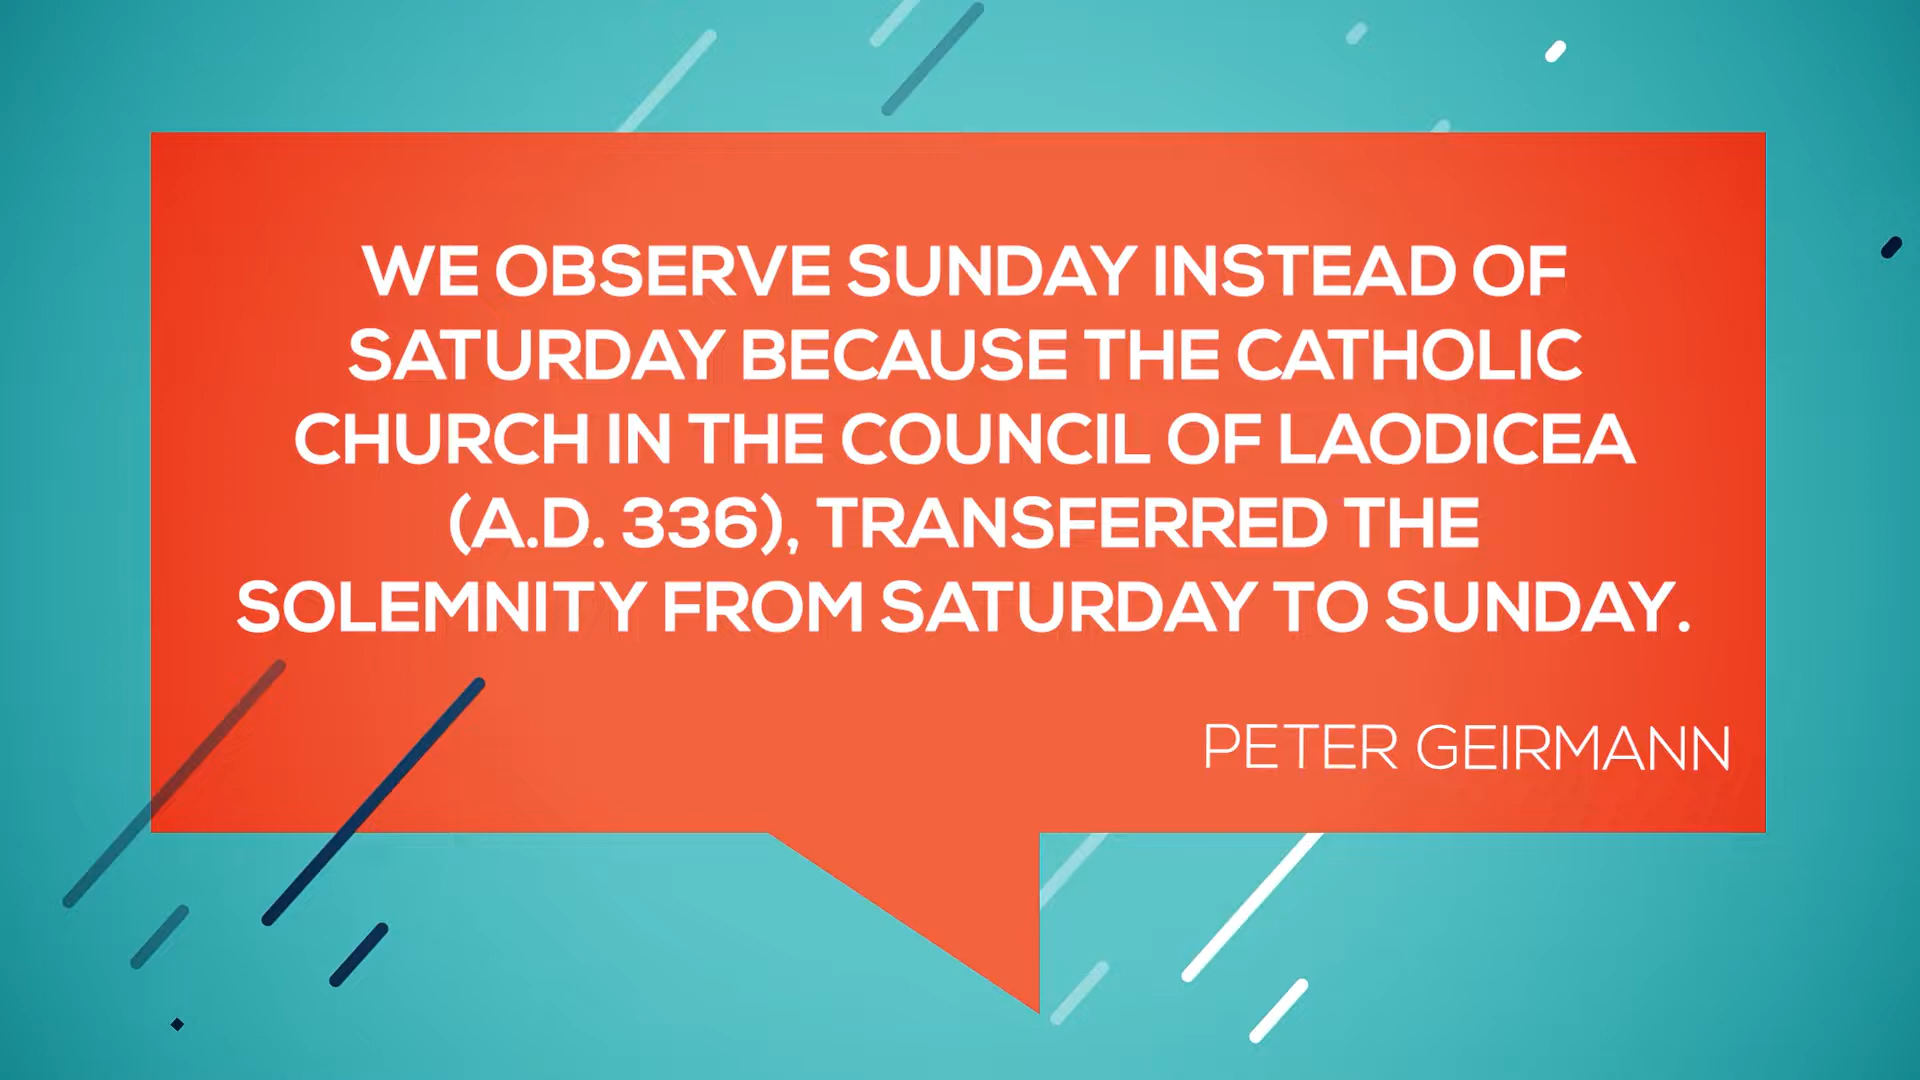 WE OBSERVE SUNDAY INSTEAD OF
SATURDAY BECAUSE THE CATHOLIC
CHURCH IN THE COUNCIL OF LAODICEA
(A.D. 336), TRANSFERRED THE
SOLEMNITY FROM SATURDAY TO SUNDAY.
PETER GEIRMANN